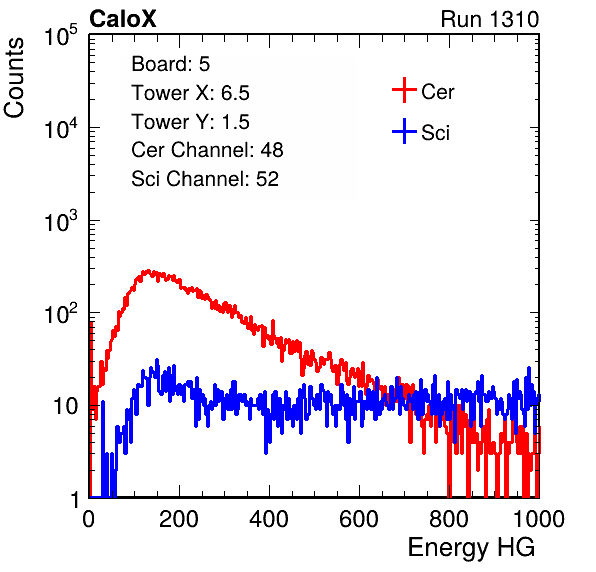 CaloX Run 1310
Counts
Board: 5
Tower X: 6.5
Tower Y: 1.5
Cer Channel: 48
Sci Channel: 52
Cer
Sci
10^5
10^4
10^3
10^2
10
1
0 200 400 600 800 1000
Energy HG